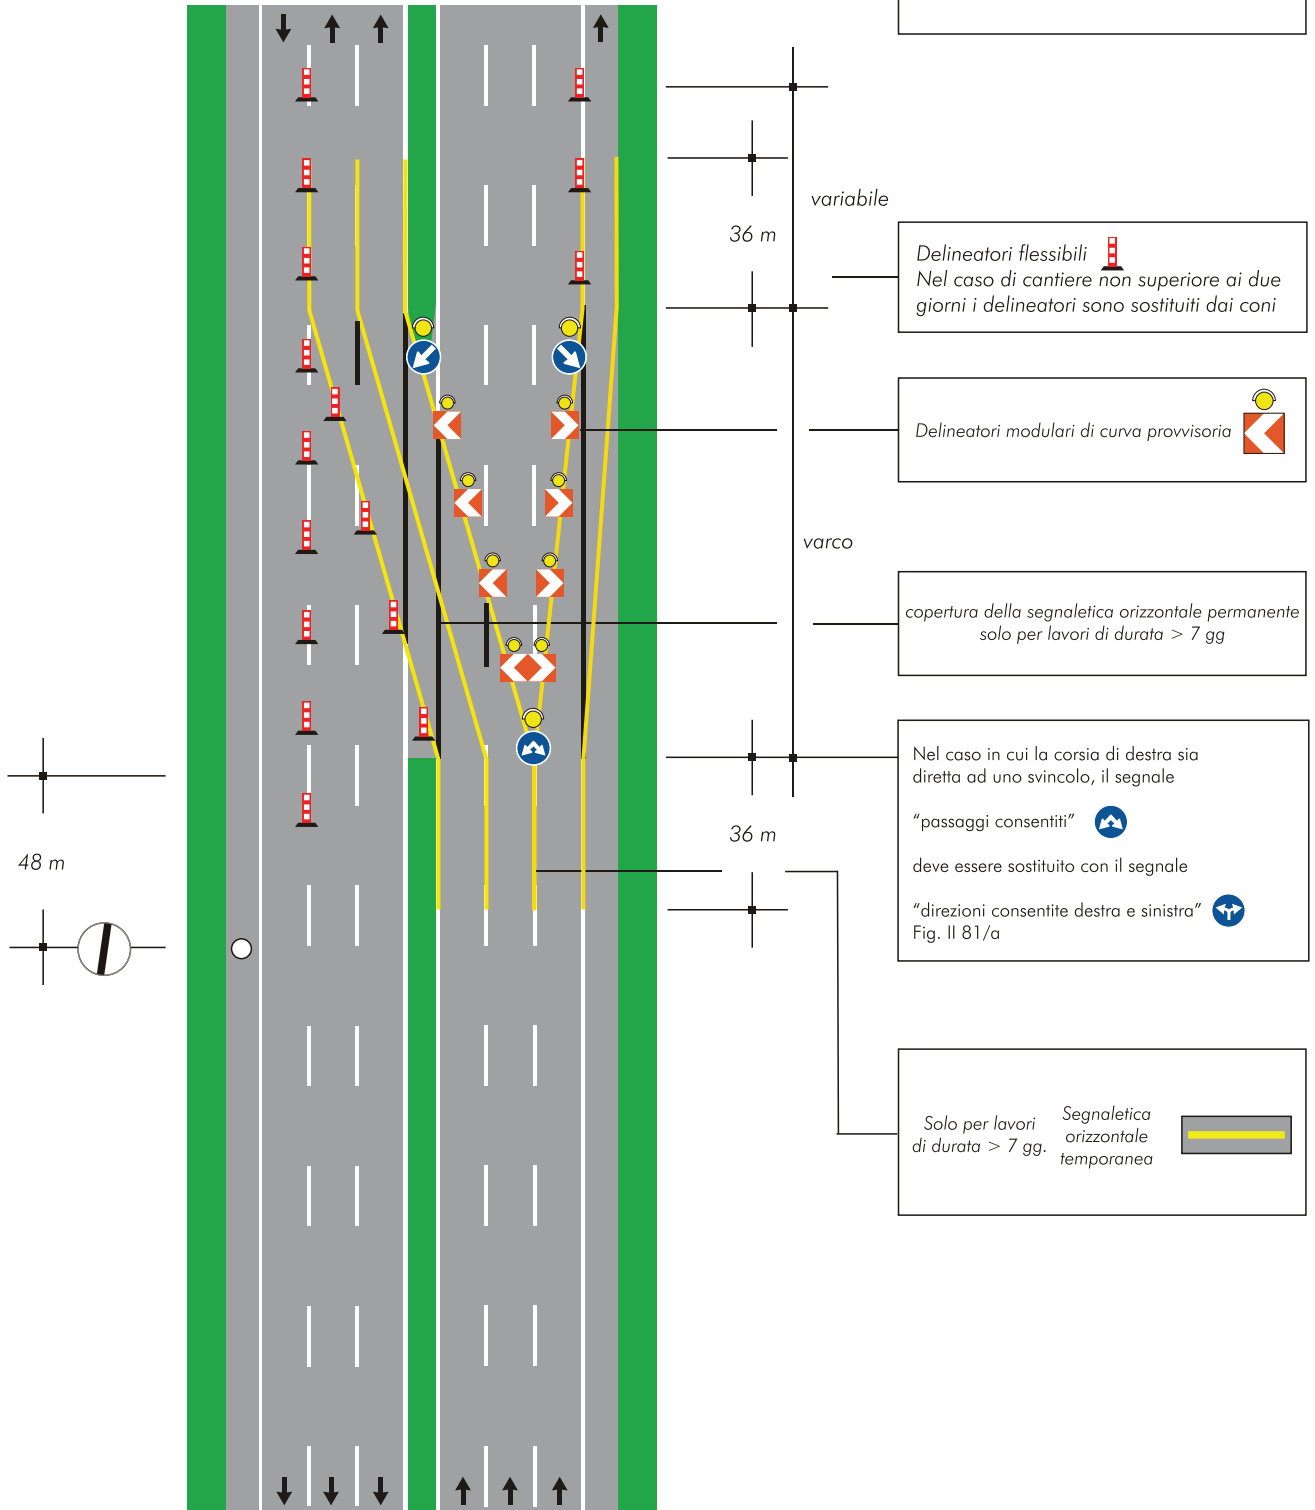 variabile
36 m
Delineatori flessibili
Nel caso di cantiere non superiore ai due
giorni i delineatori sono sostituiti dai coni
Delineatori modulari di curva provvisoria
varco
copertura della segnaletica orizzontale permanente
solo per lavori di durata > 7 gg
Nel caso in cui la corsia di destra sia
diretta ad uno svincolo, il segnale
“passaggi consentiti”
deve essere sostituito con il segnale
“direzioni consentite destra e sinistra”
Fig. II 81/a
36 m
48 m
Solo per lavori
di durata > 7 gg.
Segnaletica
orizzontale
temporanea